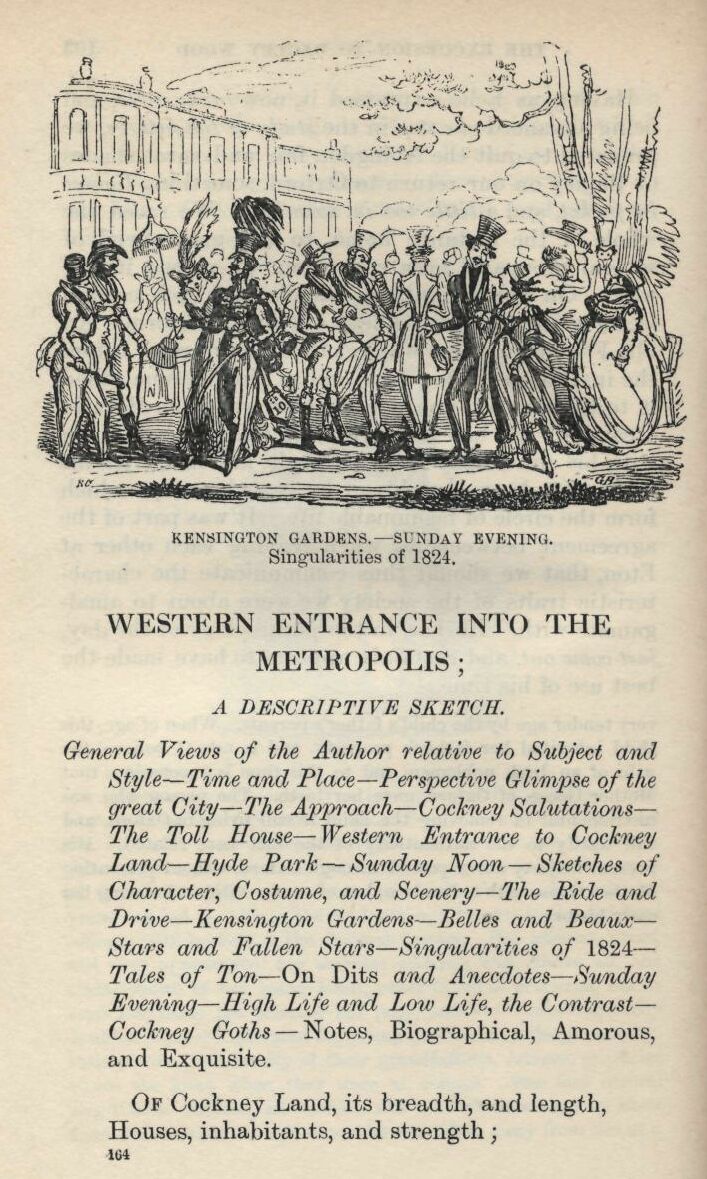 KENSINGTON GARDENS.—SUNDAY EVENING.
Singularities of 1824.
WESTERN ENTRANCE INTO THE
METROPOLIS;
A DESCRIPTIVE SKETCH.
General Views of the Author relative to Subject and
Style—Time and Place—Perspective Glimpse of the
great City—The Approach—Cockney Salutations—
The Toll House—Western Entrance to Cockney
Land—Hyde Park—Sunday Noon—Sketches of
Character, Costume, and Scenery—The Ride and
Drive—Kensington Gardens—Belles and Beaux—
Stars and Fallen Stars—Singularities of 1824—
Tales of Ton—On Dits and Anecdotes—Sunday
Evening—High Life and Low Life, the Contrast—
Cockney Goths—Notes, Biographical, Amorous,
and Exquisite.
OF Cockney Land, its breadth, and length,
Houses, inhabitants, and strength;
164